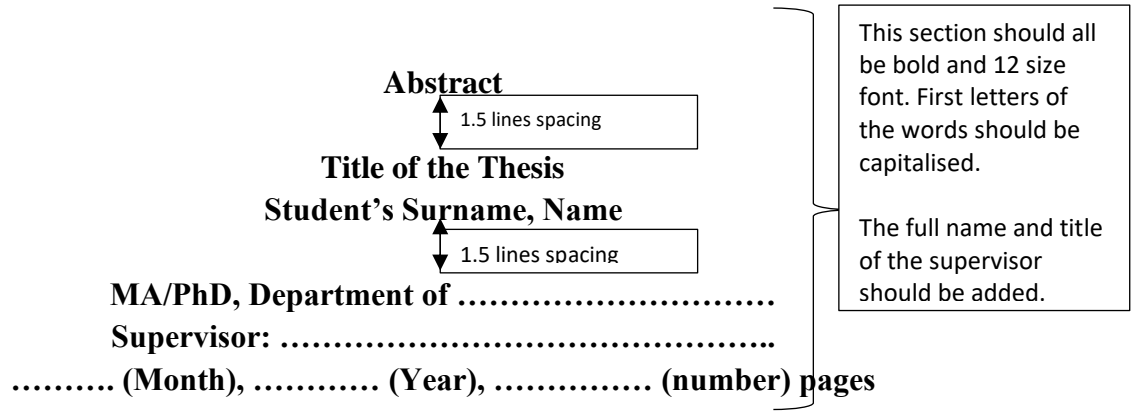 Abstract
1.5 lines spacing
Title of the Thesis
Student’s Surname, Name
1.5 lines spacing
MA/PhD, Department of …………………………
Supervisor: ………………………………………..
………. (Month), ………… (Year), …………… (number) pages
This section should all
be bold and 12 size
font. First letters of
the words should be
capitalised.
The full name and title
of the supervisor
should be added.